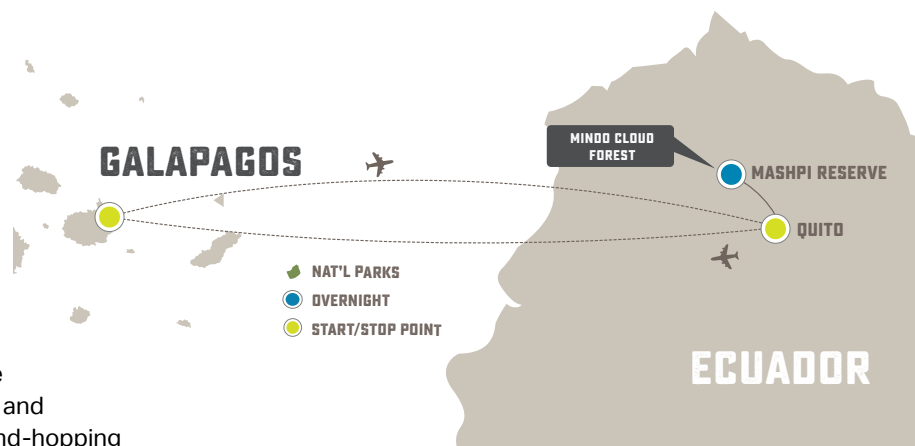 GALAPAGOS
MINDO CLOUD
FOREST
MASHPI RESERVE
QUITO
NAT'L PARKS
OVERNIGHT
START/STOP POINT
ECUADOR
and